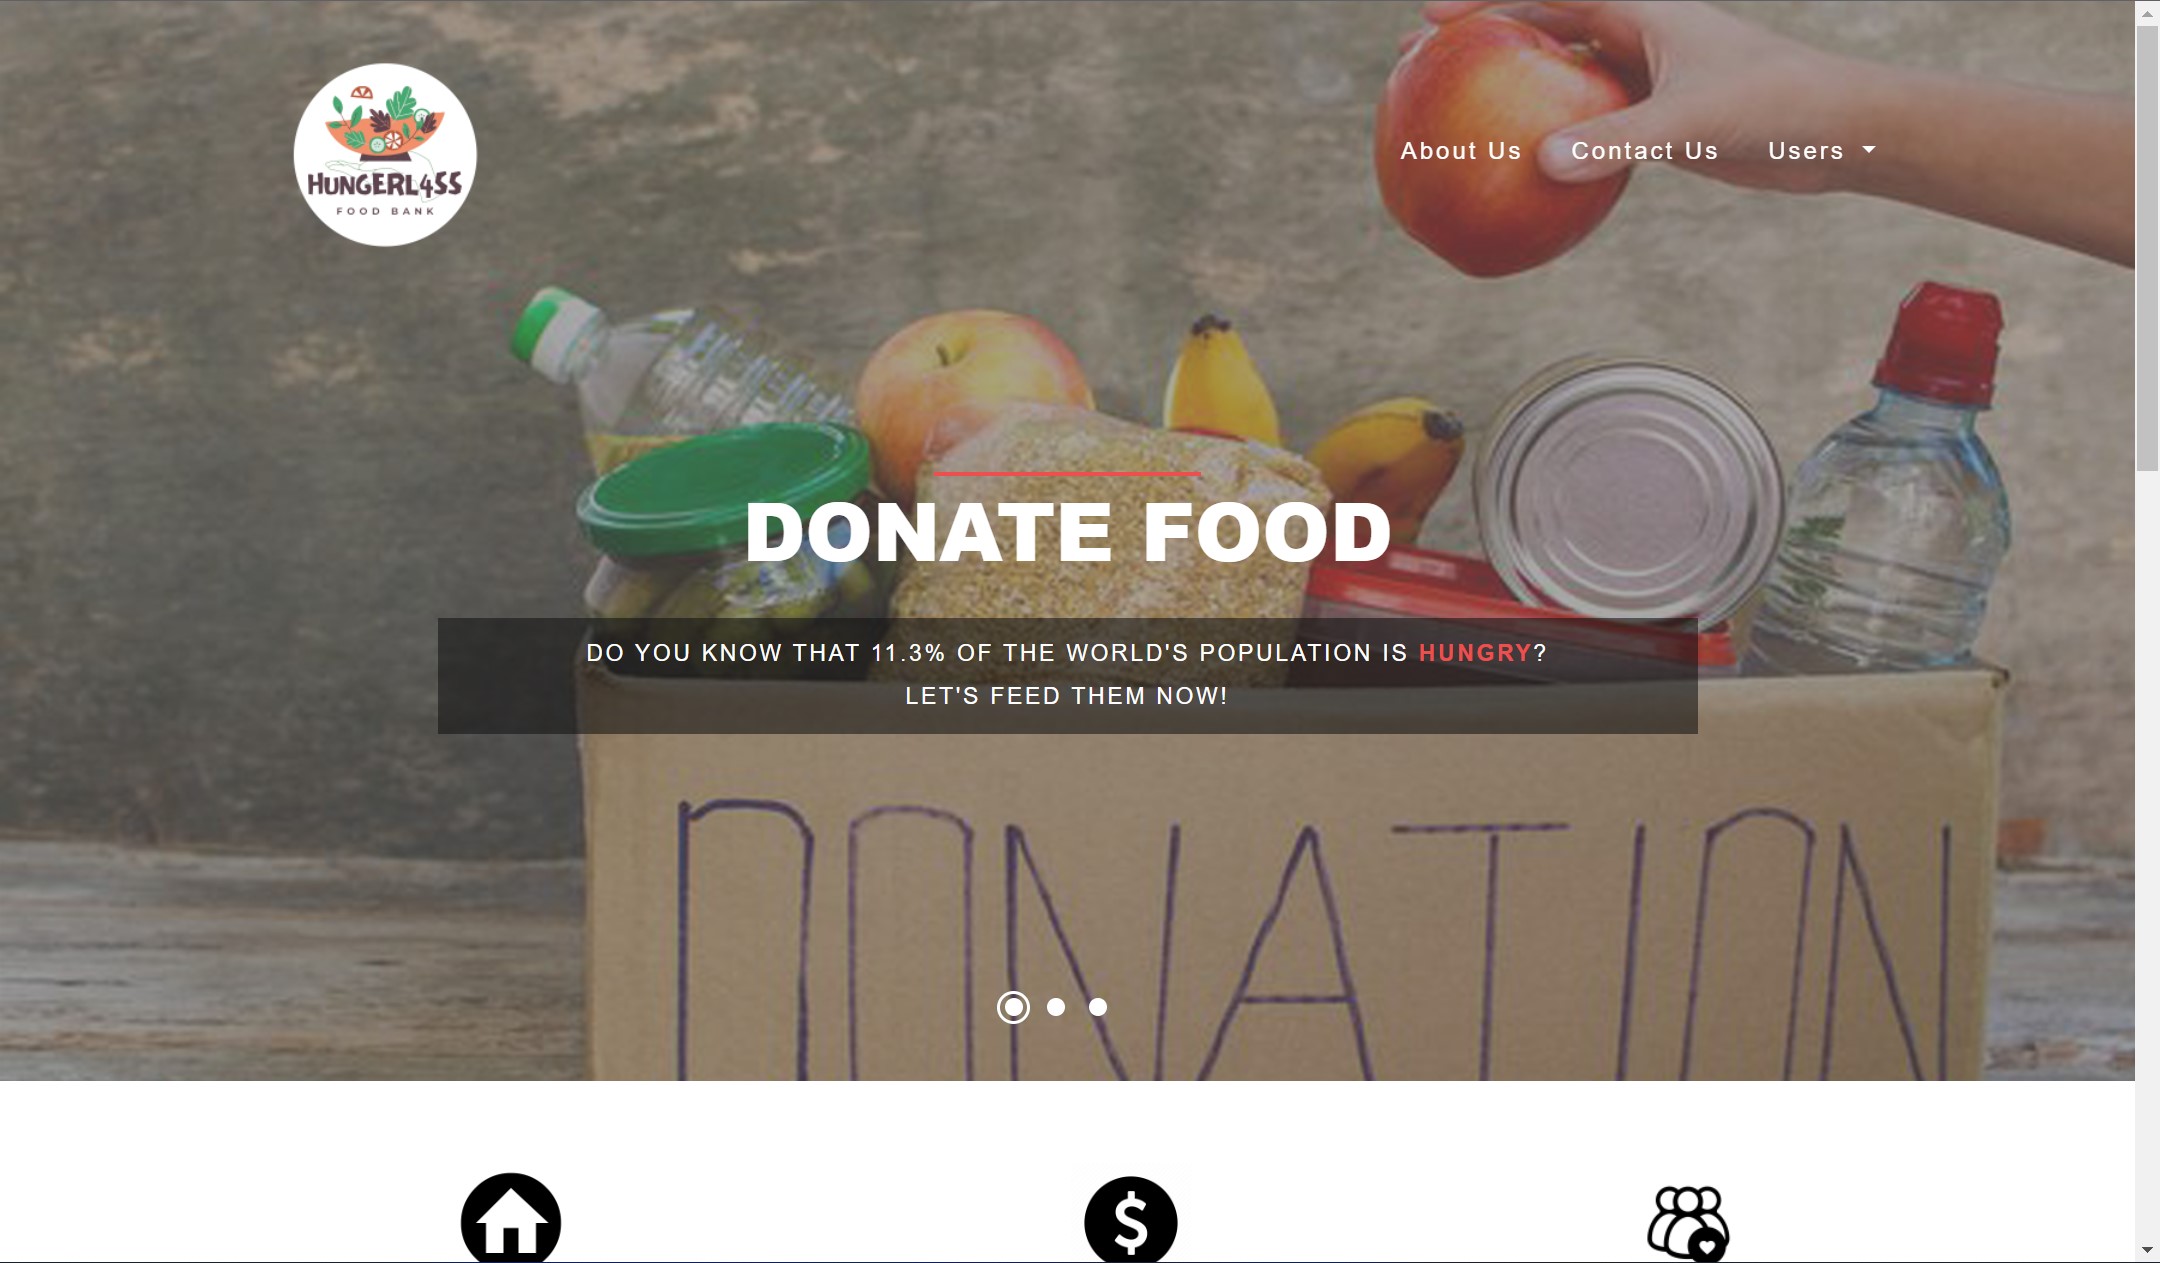 HUNGERL4SS
FOOD BANK
About Us
Contact Us
Users
DONATE FOOD
DO YOU KNOW THAT 11.3% OF THE WORLD'S POPULATION IS HUNGRY?
LET'S FEED THEM NOW!
DONATION
$